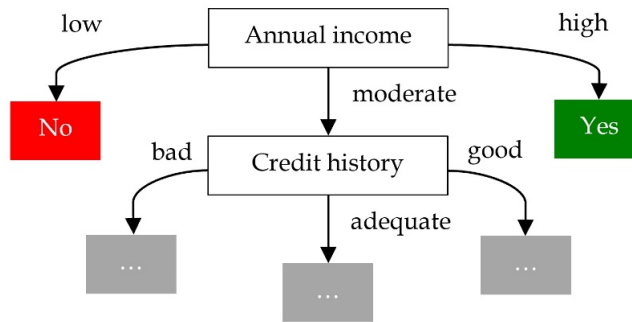 low
Annual income
high
No
moderate
Yes
bad
Credit history
good
adequate
...
...
...